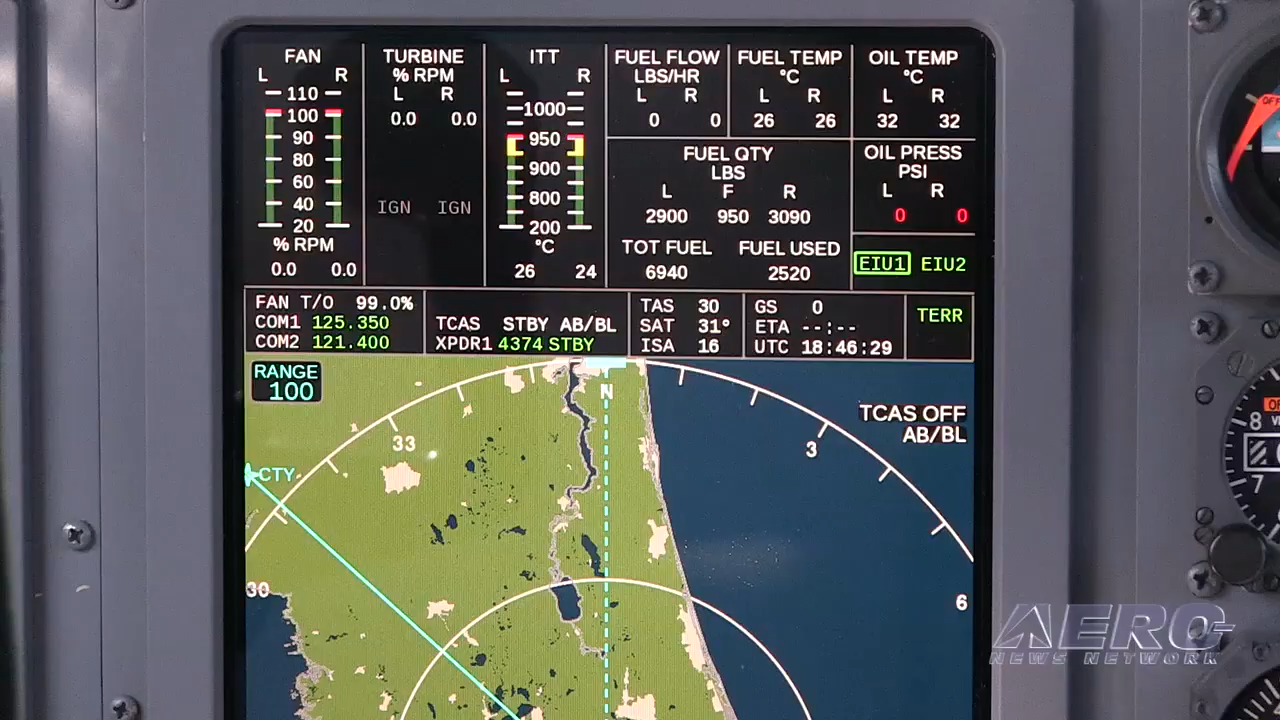 FAN
L R
110
100
90
80
60
40
20
% RPM
0.0 0.0
TURBINE
% RPM
L R
0.0 0.0
IGN IGN
ITT
L R
1000
950
900
800
200
°C
26 24
FUEL FLOW
LBS/HR
L R
0 0
FUEL TEMP
°C
L R
26 26
OIL TEMP
°C
L R
32 32
FUEL QTY
LBS
L F R
2900 950 3090
TOT FUEL FUEL USED
6940 2520
OIL PRESS
PSI
L R
0 0
EIU1 EIU2
FAN T/O 99.0%
COM1 125.350
COM2 121.400
TCAS STBY AB/BL
XPDR1 4374 STBY
TAS 30
SAT 31°
ISA 16
GS 0
ETA --:--
UTC 18:46:29
TERR
RANGE
100
N
TCAS OFF
AB/BL
33
3
CTY
30
6
8
7
AERO
NEWS NETWORK